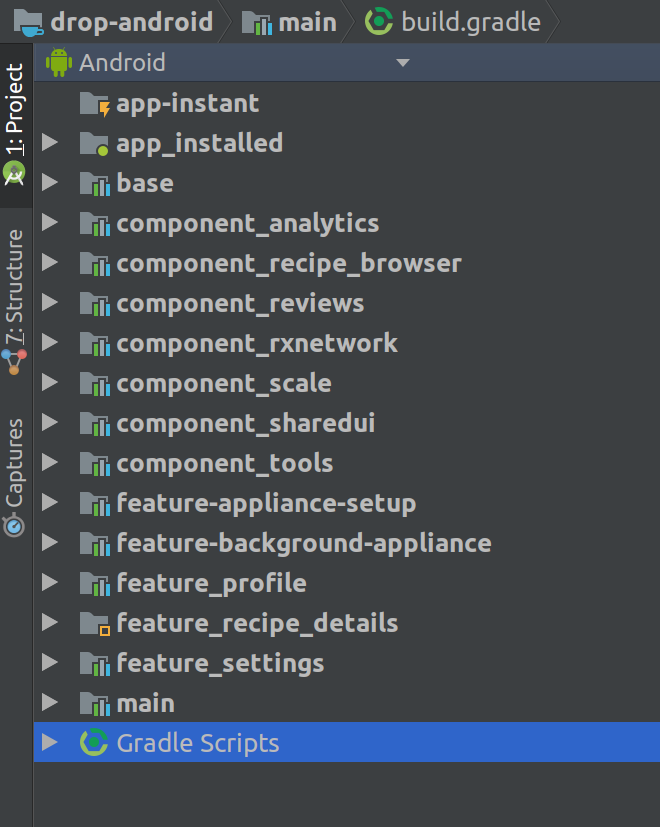 drop-android main build.gradle
Android
1: Project
7: Structure
Captures
app-instant
app_installed
base
component_analytics
component_recipe_browser
component_reviews
component_rxnetwork
component_scale
component_sharedui
component_tools
feature-appliance-setup
feature-background-appliance
feature_profile
feature_recipe_details
feature_settings
main
Gradle Scripts